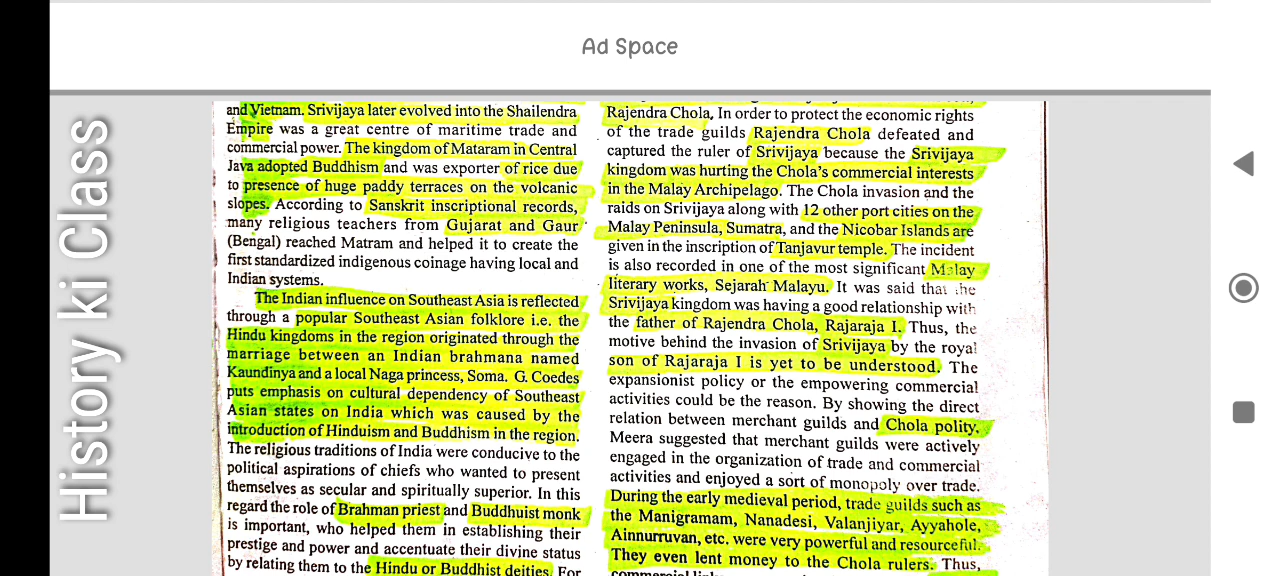 Ad Space
History ki Class
and Vietnam. Srivijaya later evolved into the Shailendra
Empire was a great centre of maritime trade and
commercial power. The kingdom of Mataram in Central
Java adopted Buddhism and was exporter of rice due
to presence of huge paddy terraces on the volcanic
slopes. According to Sanskrit inscriptional records,
many religious teachers from Gujarat and Gaur
(Bengal) reached Matram and helped it to create the
first standardized indigenous coinage having local and
Indian systems.
The Indian influence on Southeast Asia is reflected
through a popular Southeast Asian folklore i.e. the
Hindu kingdoms in the region originated through the
marriage between an Indian brahmana named
Kaundinya and a local Naga princess, Soma. G. Coedes
puts emphasis on cultural dependency of Southeast
Asian states on India which was caused by the
introduction of Hinduism and Buddhism in the region.
The religious traditions of India were conducive to the
political aspirations of chiefs who wanted to present
themselves as secular and spiritually superior. In this
regard the role of Brahman priest and Buddhuist monk
is important, who helped them in establishing their
prestige and power and accentuate their divine status
by relating them to the Hindu or Buddhist deities. For
Rajendra Chola. In order to protect the economic rights
of the trade guilds Rajendra Chola defeated and
captured the ruler of Srivijaya because the Srivijaya
kingdom was hurting the Chola's commercial interests
in the Malay Archipelago. The Chola invasion and the
raids on Srivijaya along with 12 other port cities on the
Malay Peninsula, Sumatra, and the Nicobar Islands are
given in the inscription of Tanjavur temple. The incident
is also recorded in one of the most significant Malay
literary works, Sejarah Malayu. It was said that the
Srivijaya kingdom was having a good relationship with
the father of Rajendra Chola, Rajaraja I. Thus, the
motive behind the invasion of Srivijaya by the royal
son of Rajaraja I is yet to be understood. The
expansionist policy or the empowering commercial
activities could be the reason. By showing the direct
relation between merchant guilds and Chola polity.
Meera suggested that merchant guilds were actively
engaged in the organization of trade and commercial
activities and enjoyed a sort of monopoly over trade.
During the early medieval period, trade guilds such as
the Manigramam, Nanadesi, Valanjiyar, Ayyahole,
Ainnurruvan, etc. were very powerful and resourceful.
They even lent money to the Chola rulers. Thus,